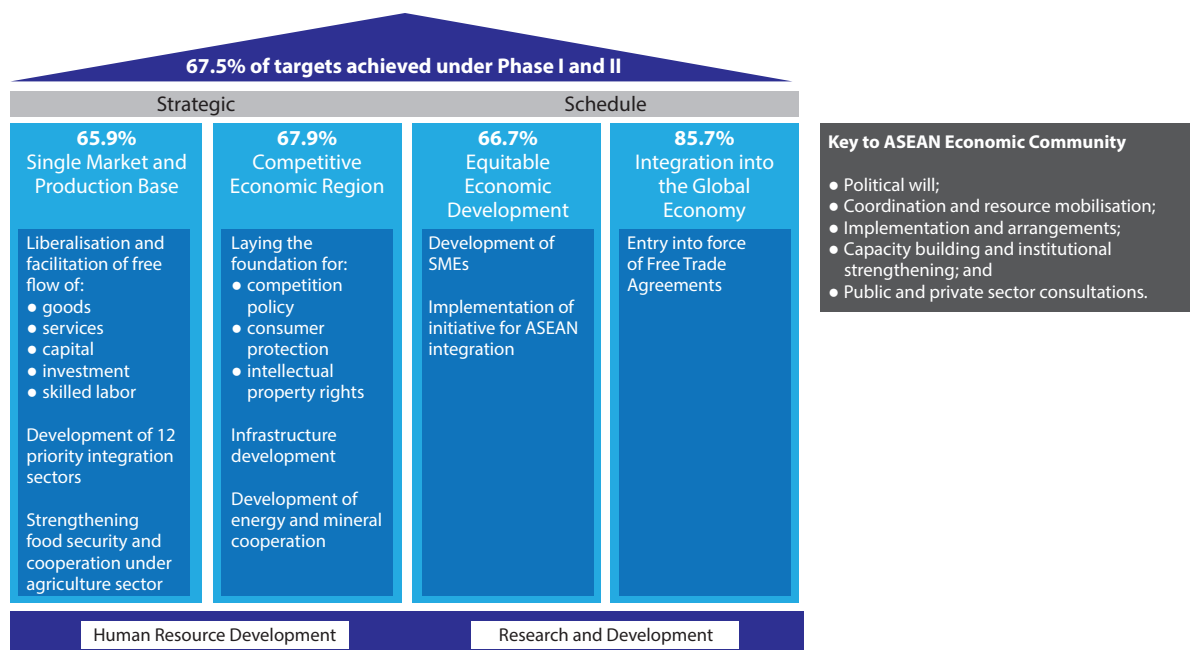 67.5% of targets achieved under Phase I and II
Strategic
Schedule
65.9%
Single Market and
Production Base
Liberalisation and
facilitation of free
flow of:
● goods
● services
● capital
● investment
● skilled labor
Development of 12
priority integration
sectors
Strengthening
food security and
cooperation under
agriculture sector
67.9%
Competitive
Economic Region
Laying the
foundation for:
● competition
policy
● consumer
protection
● intellectual
property rights
Infrastructure
development
Development of
energy and mineral
cooperation
66.7%
Equitable
Economic
Development
Development of
SMEs
Implementation of
initiative for ASEAN
integration
85.7%
Integration into
the Global
Economy
Entry into force
of Free Trade
Agreements
Human Resource Development
Research and Development
Key to ASEAN Economic Community
● Political will;
● Coordination and resource mobilisation;
● Implementation and arrangements;
● Capacity building and institutional
strengthening; and
● Public and private sector consultations.